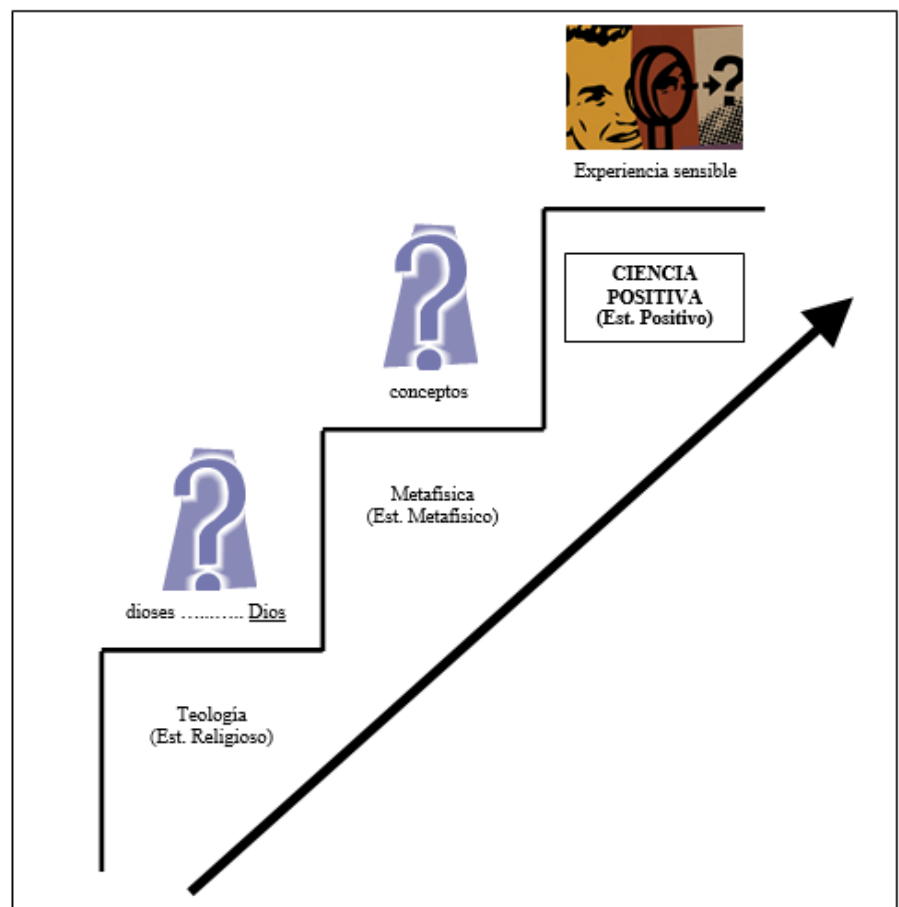 ?
Experiencia sensible
CIENCIA
POSITIVA
(Est. Positivo)
?
conceptos
Metafísica
(Est. Metafísico)
?
dioses …...….. Dios
Teología
(Est. Religioso)